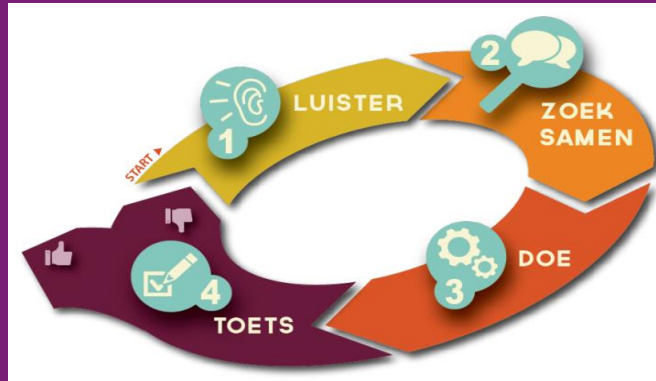 START
1
LUISTER
2
ZOEK
SAMEN
3
DOE
4
TOETS